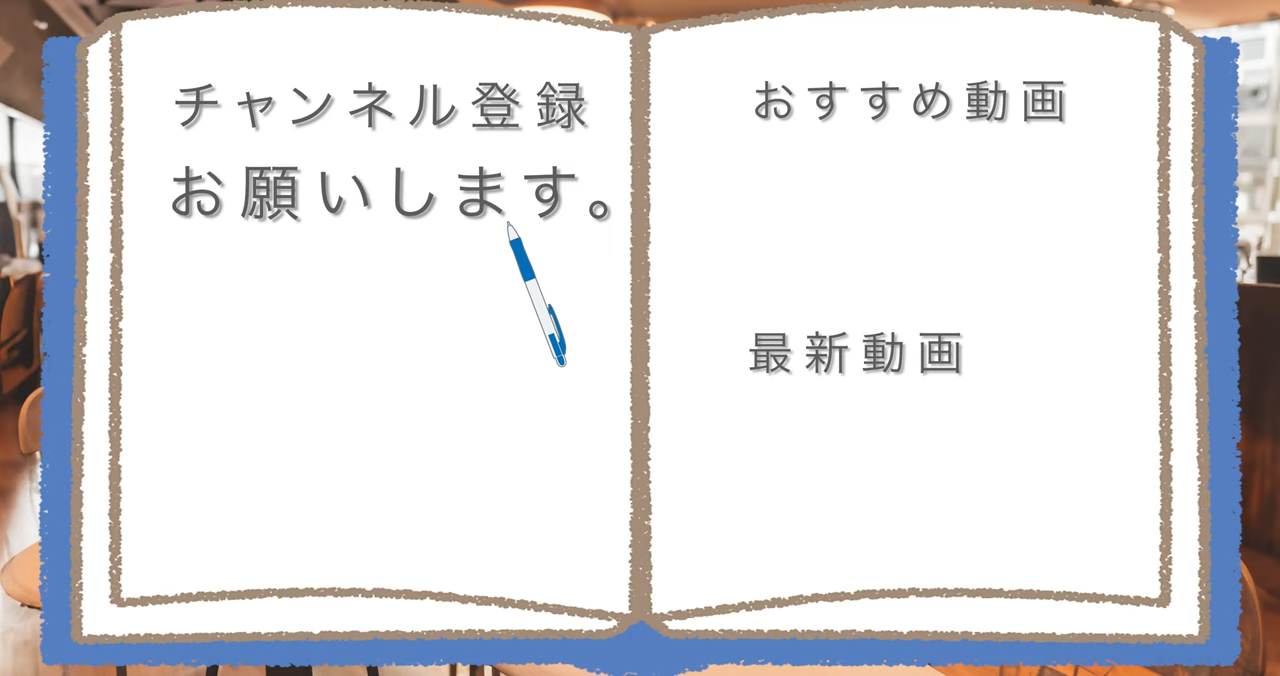 チャンネル登録
お願いします。
おすすめ動画
最新動画